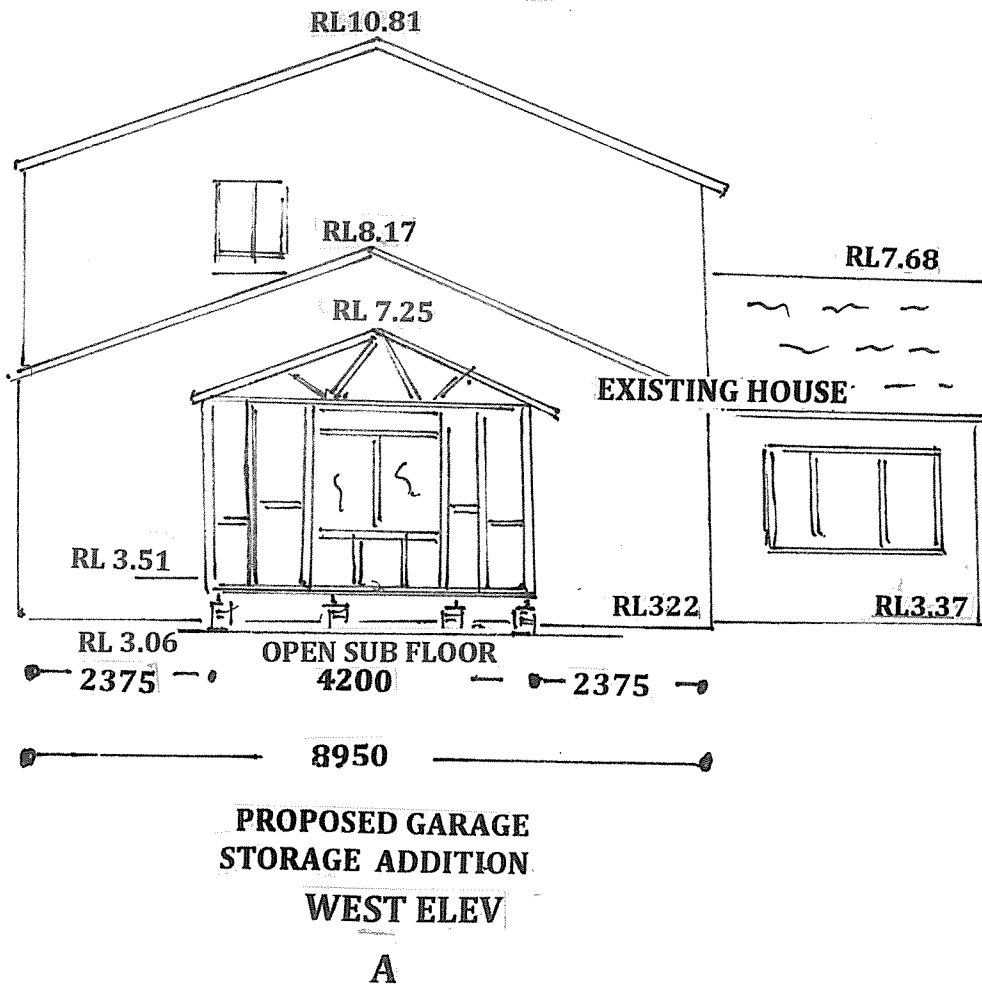 RL10.81
RL8.17
RL7.68
RL 7.25
EXISTING HOUSE
RL 3.51
RL322
RL3.37
RL 3.06
OPEN SUB FLOOR
2375
4200
2375
8950
PROPOSED GARAGE
STORAGE ADDITION
WEST ELEV
A